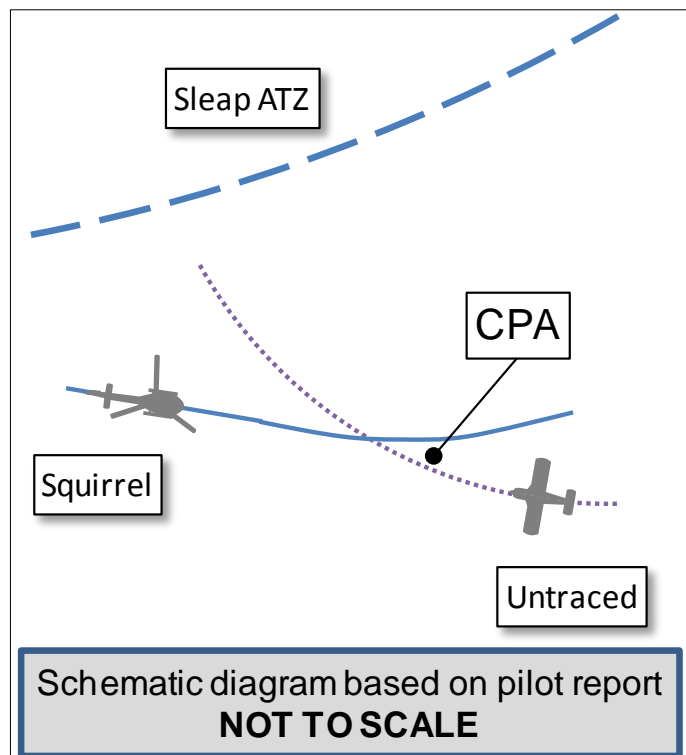 Sleap ATZ
CPA
Squirrel
Untraced
Schematic diagram based on pilot report
NOT TO SCALE